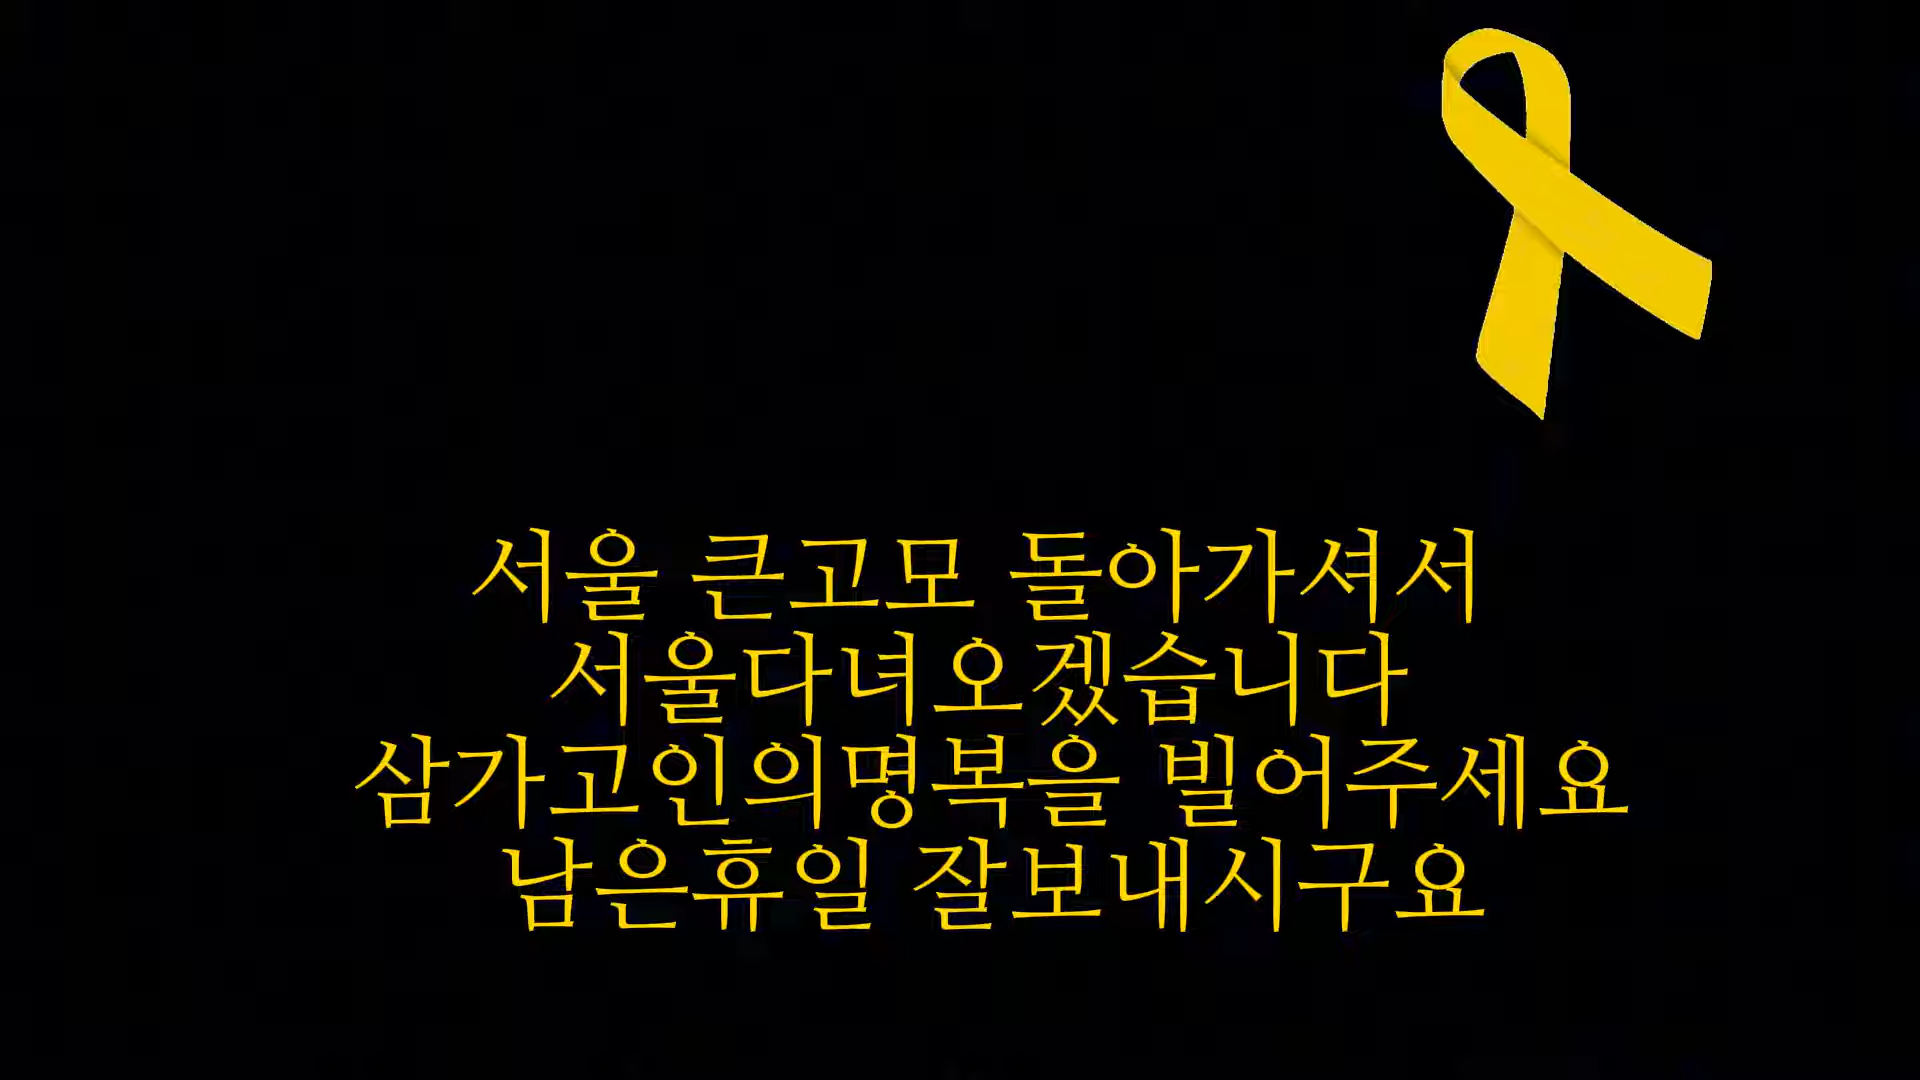 서울 큰고모 돌아가셔서
서울다녀오겠습니다
삼가고인의명복을 빌어주세요
남은휴일 잘보내시구요